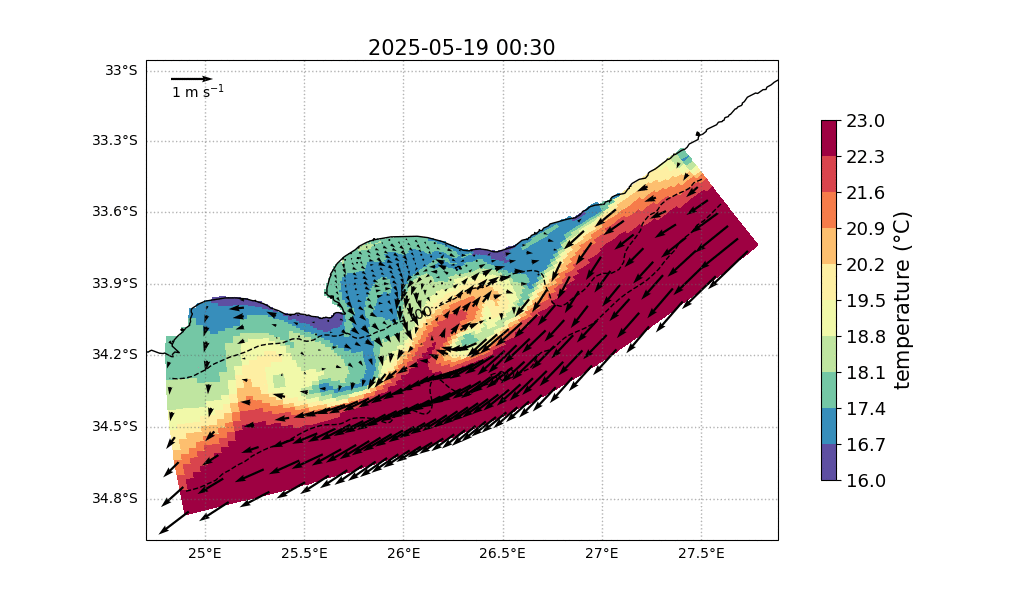 2025-05-19 00:30
1 m s⁻¹
33°S
33.3°S
33.6°S
33.9°S
34.2°S
34.5°S
34.8°S
25°E
25.5°E
26°E
26.5°E
27°E
27.5°E
23.0
22.3
21.6
20.9
20.2
19.5
18.8
18.1
17.4
16.7
16.0
temperature (°C)